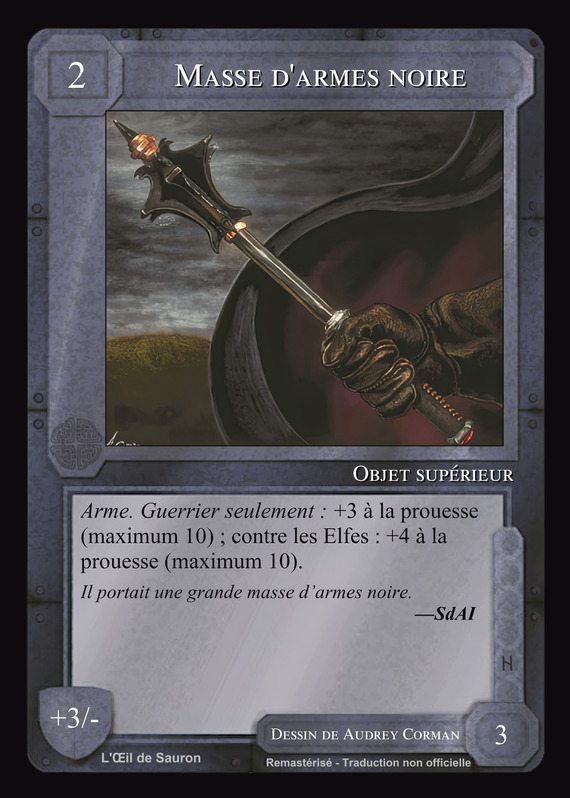 2
Masse d'armes noire
Objet supérieur
Arme. Guerrier seulement : +3 à la prouesse
(maximum 10) ; contre les Elfes : +4 à la
prouesse (maximum 10).
Il portait une grande masse d’armes noire.
—SdAI
+3/-
Dessin de Audrey Corman
3
L'Œil de Sauron
Remastérisé - Traduction non officielle